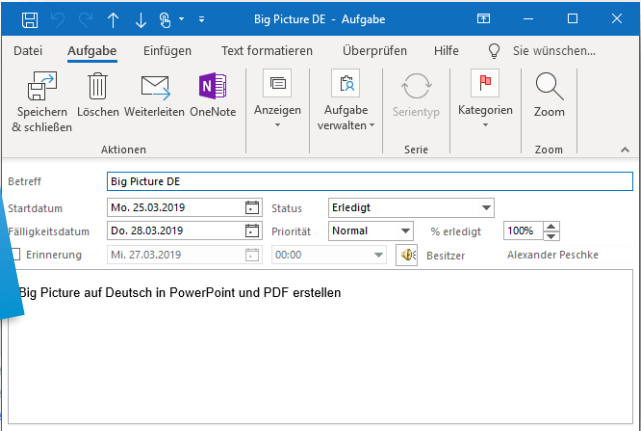 Big Picture DE - Aufgabe
Datei Aufgabe Einfügen Text formatieren Überprüfen Hilfe Sie wünschen...
Speichern & schließen Löschen Weiterleiten OneNote Anzeigen Aufgabe verwalten Serientyp Kategorien Zoom
Aktionen Serie Zoom
Betreff Big Picture DE
Startdatum Mo. 25.03.2019 Status Erledigt
Fälligkeitsdatum Do. 28.03.2019 Priorität Normal % erledigt 100%
Erinnerung Mi. 27.03.2019 00:00 Besitzer Alexander Peschke
Big Picture auf Deutsch in PowerPoint und PDF erstellen